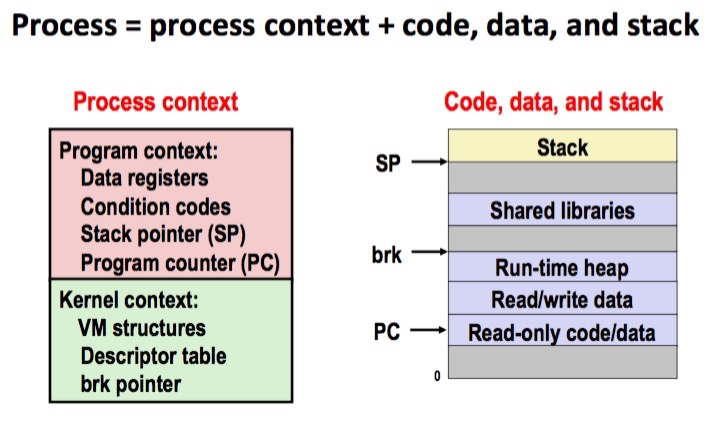 Process = process context + code, data, and stack
Process context
Program context:
Data registers
Condition codes
Stack pointer (SP)
Program counter (PC)
Kernel context:
VM structures
Descriptor table
brk pointer
Code, data, and stack
Stack
SP
Shared libraries
brk
Run-time heap
Read/write data
PC
Read-only code/data
0